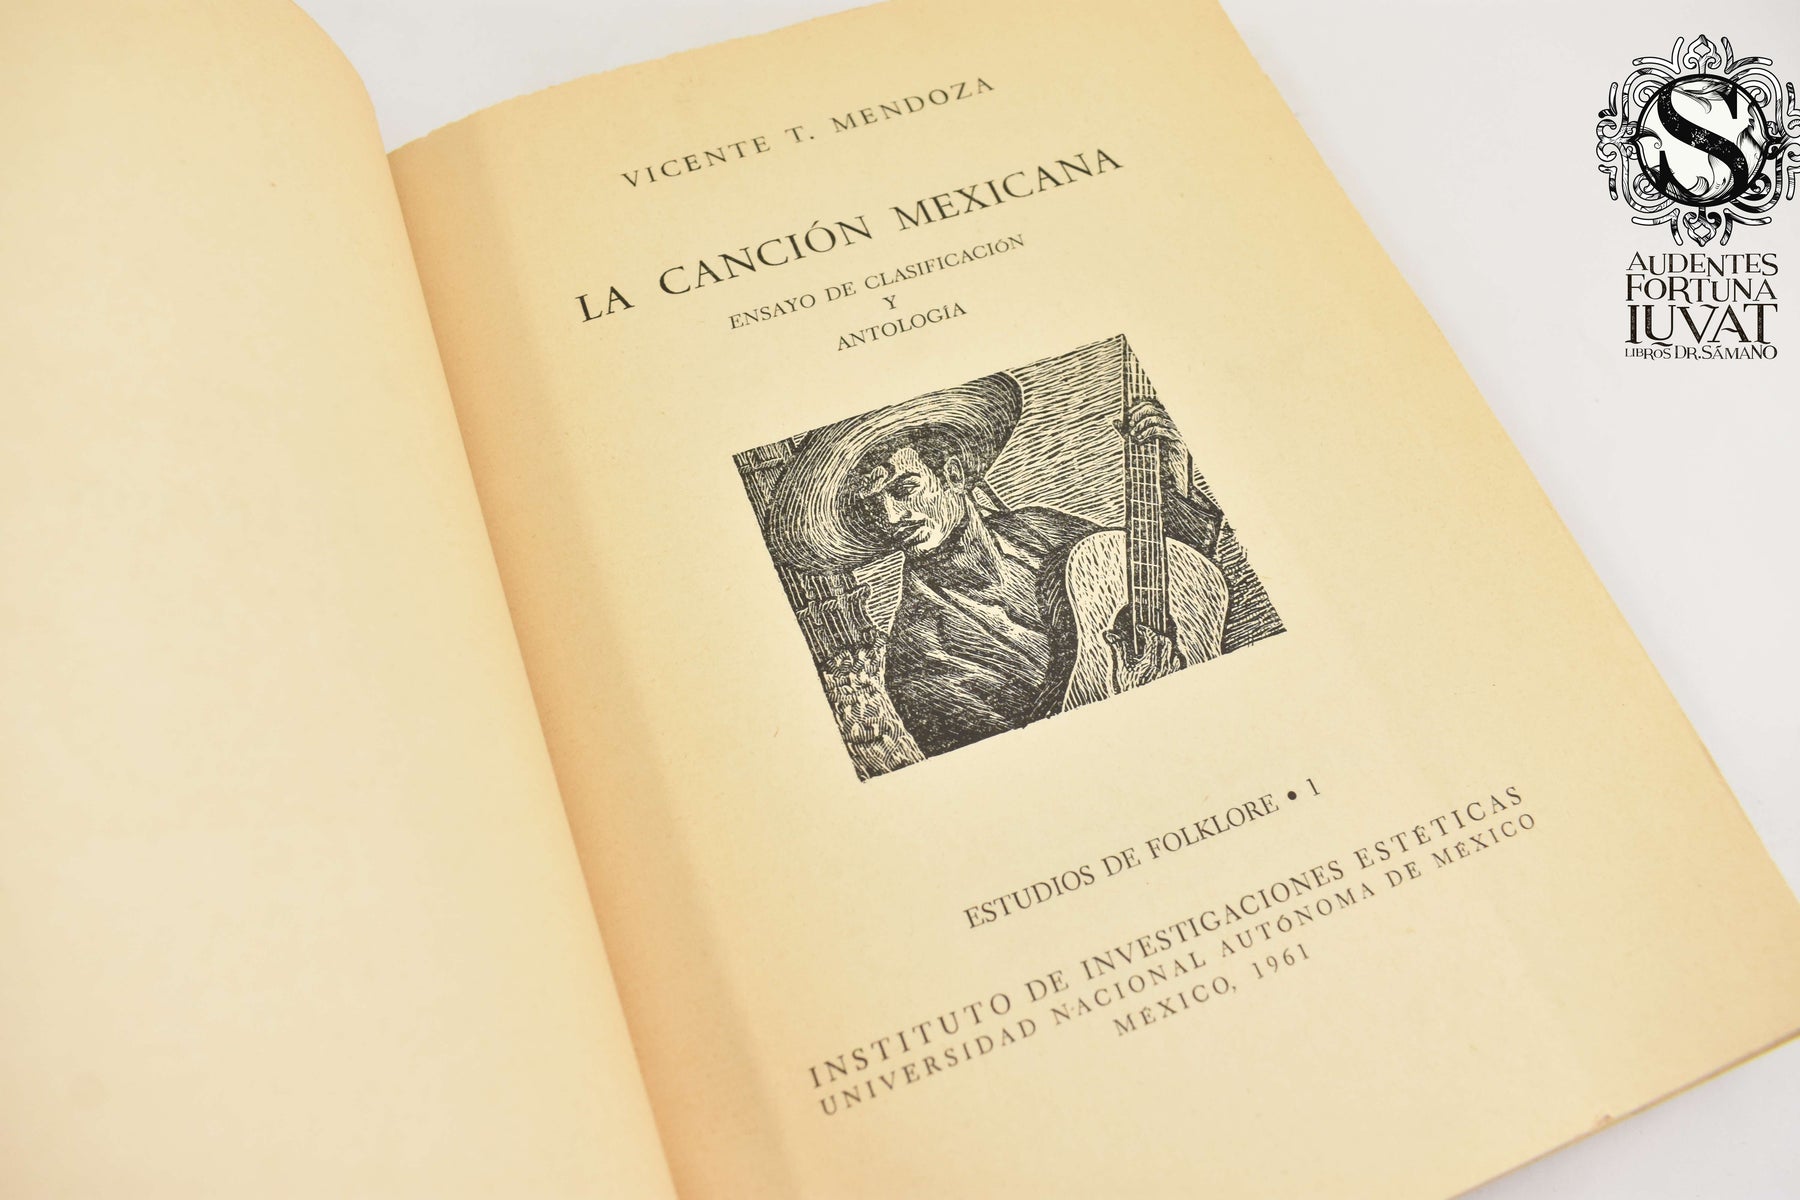 VICENTE T. MENDOZA
LA CANCIÓN MEXICANA
ENSAYO DE CLASIFICACIÓN
Y
ANTOLOGÍA
ESTUDIOS DE FOLKLORE • 1
INSTITUTO DE INVESTIGACIONES ESTÉTICAS
UNIVERSIDAD NACIONAL AUTÓNOMA DE MÉXICO
MÉXICO, 1961
S
AUDENTES
FORTUNA
IUVAT
LIBROS DR. SÁMANO